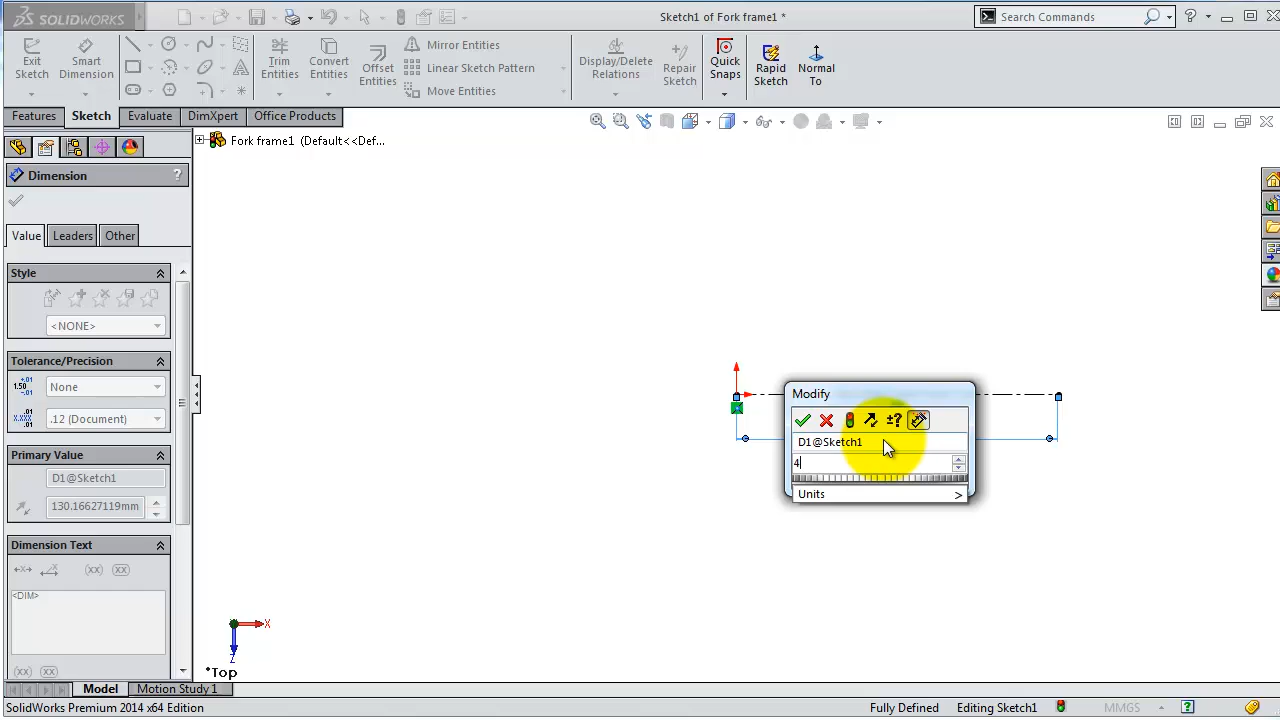 SOLIDWORKS
Sketch1 of Fork frame1 *
Search Commands
Exit Sketch
Smart Dimension
Trim Entities
Convert Entities
Offset Entities
Mirror Entities
Linear Sketch Pattern
Move Entities
Display/Delete Relations
Repair Sketch
Quick Snaps
Rapid Sketch
Normal To
Features Sketch Evaluate DimXpert Office Products
Fork frame1 (Default<<Def...
Dimension ?
Value Leaders Other
Style
<NONE>
Tolerance/Precision
None
.12 (Document)
Primary Value
D1@Sketch1
130.16627119mm
Dimension Text
<DIM>
Modify
D1@Sketch1
4
Units >
X
Z
*Top
Model Motion Study 1
SolidWorks Premium 2014 x64 Edition
Fully Defined Editing Sketch1 MMGS